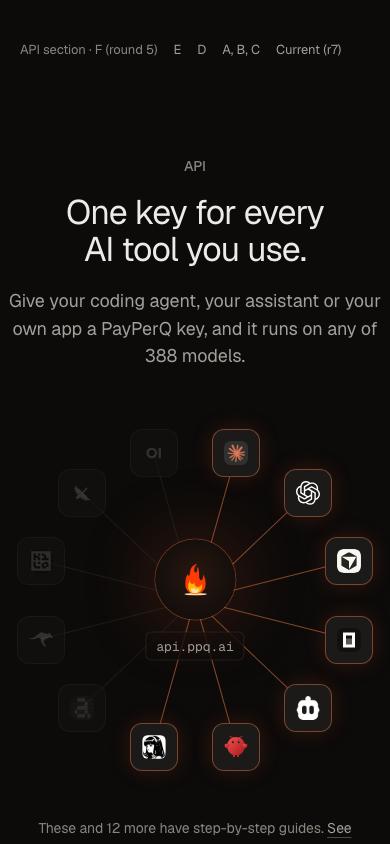 API section · F (round 5) E D A, B, C Current (r7)
API
One key for every
AI tool you use.
Give your coding agent, your assistant or your
own app a PayPerQ key, and it runs on any of
388 models.
OI
api.ppq.ai
These and 12 more have step-by-step guides. See